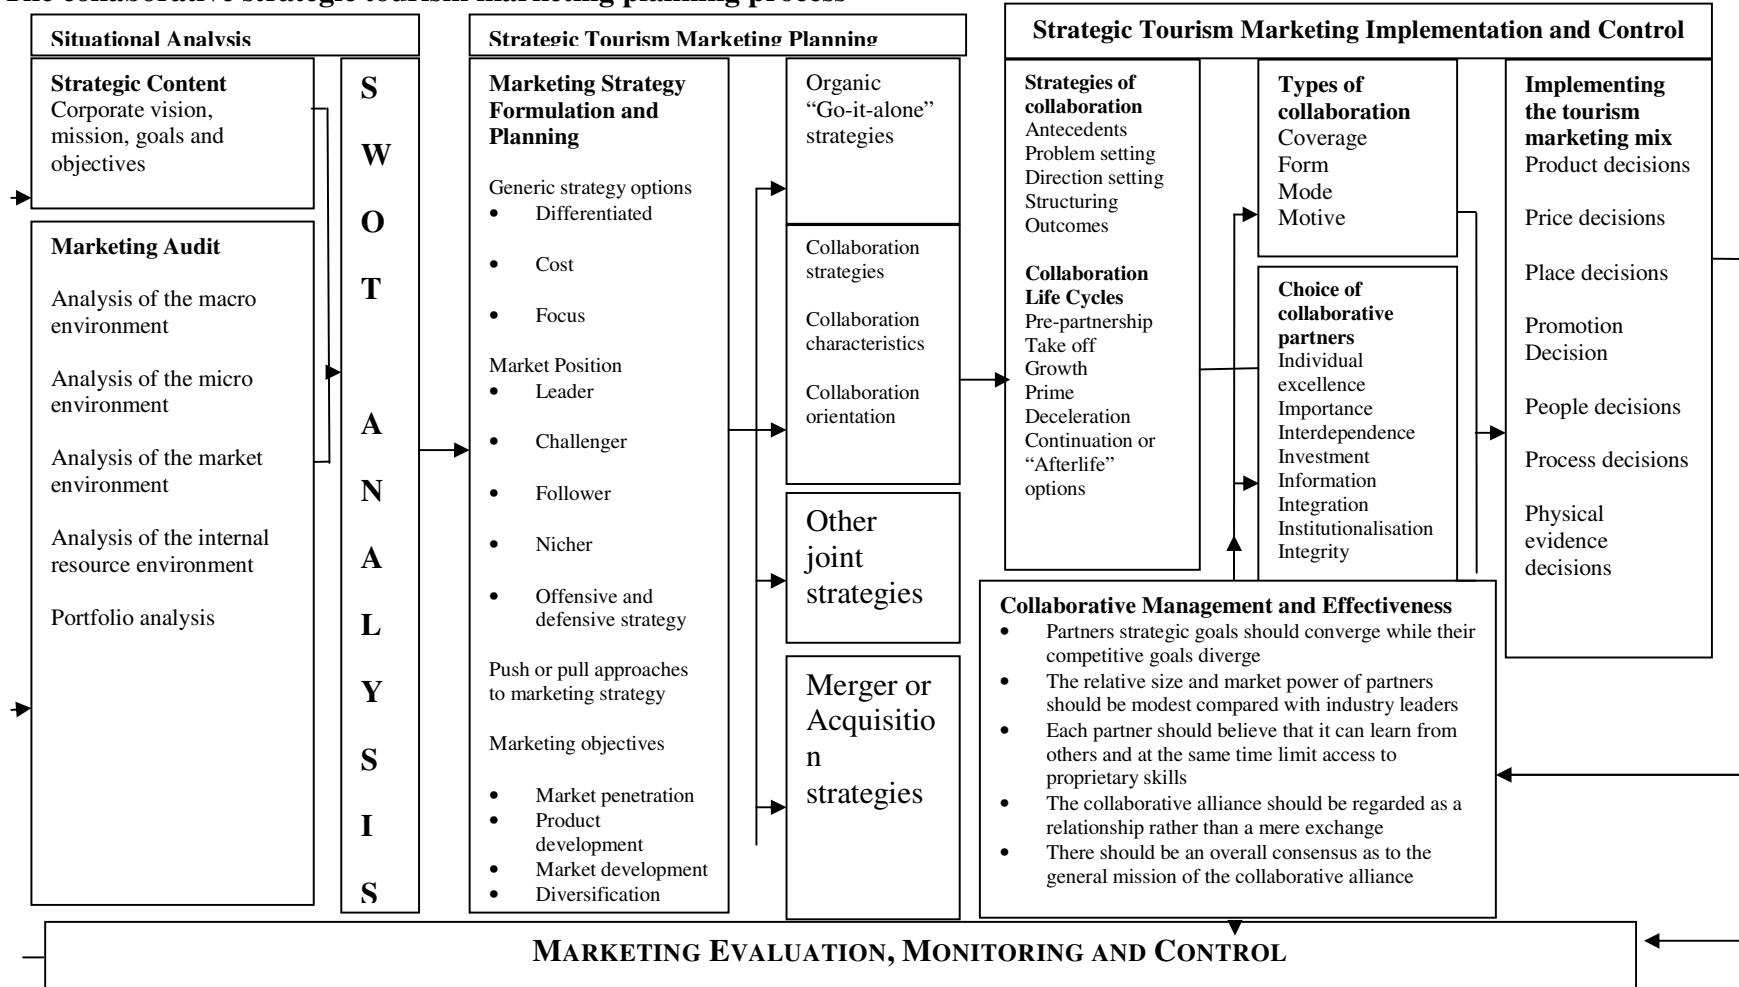 The collaborative strategic tourism marketing planning process
Situational Analysis
Strategic Content
Corporate vision,
mission, goals and
objectives
Marketing Audit
Analysis of the macro
environment
Analysis of the micro
environment
Analysis of the market
environment
Analysis of the internal
resource environment
Portfolio analysis
S
W
O
T
A
N
A
L
Y
S
I
S
Strategic Tourism Marketing Planning
Marketing Strategy
Formulation and
Planning
Generic strategy options
• Differentiated
• Cost
• Focus
Market Position
• Leader
• Challenger
• Follower
• Nicher
• Offensive and
defensive strategy
Push or pull approaches
to marketing strategy
Marketing objectives
• Market penetration
• Product
development
• Market development
• Diversification
Organic
“Go-it-alone”
strategies
Collaboration
strategies
Collaboration
characteristics
Collaboration
orientation
Other
joint
strategies
Merger or
Acquisitio
n
strategies
Strategic Tourism Marketing Implementation and Control
Strategies of
collaboration
Antecedents
Problem setting
Direction setting
Structuring
Outcomes
Collaboration
Life Cycles
Pre-partnership
Take off
Growth
Prime
Deceleration
Continuation or
“Afterlife”
options
Types of
collaboration
Coverage
Form
Mode
Motive
Choice of
collaborative
partners
Individual
excellence
Importance
Interdependence
Investment
Information
Integration
Institutionalisation
Integrity
Implementing
the tourism
marketing mix
Product decisions
Price decisions
Place decisions
Promotion
Decision
People decisions
Process decisions
Physical
evidence
decisions
Collaborative Management and Effectiveness
• Partners strategic goals should converge while their
competitive goals diverge
• The relative size and market power of partners
should be modest compared with industry leaders
• Each partner should believe that it can learn from
others and at the same time limit access to
proprietary skills
• The collaborative alliance should be regarded as a
relationship rather than a mere exchange
• There should be an overall consensus as to the
general mission of the collaborative alliance
MARKETING EVALUATION, MONITORING AND CONTROL